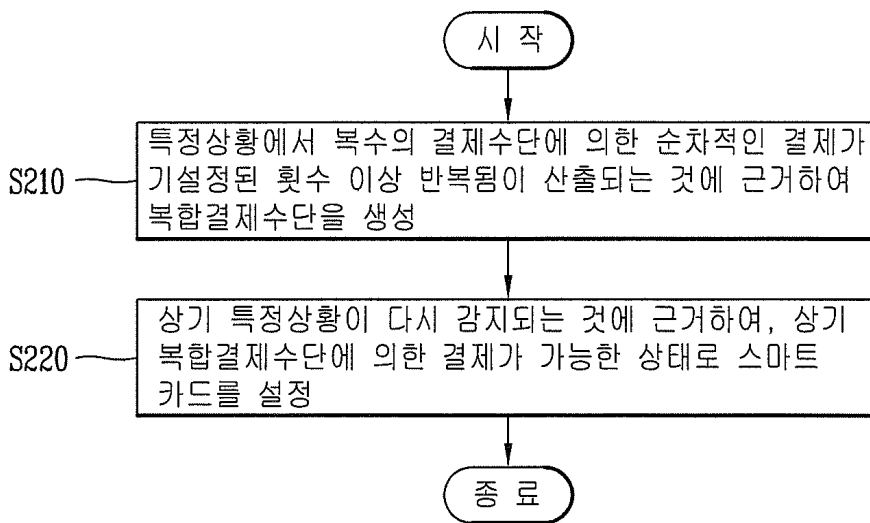 시 작
특정상황에서 복수의 결제수단에 의한 순차적인 결제가
S210
기설정된 횟수 이상 반복됨이 산출되는 것에 근거하여
복합결제수단을 생성
상기 특정상황이 다시 감지되는 것에 근거하여, 상기
S220
복합결제수단에 의한 결제가 가능한 상태로 스마트
카드를 설정
종 료